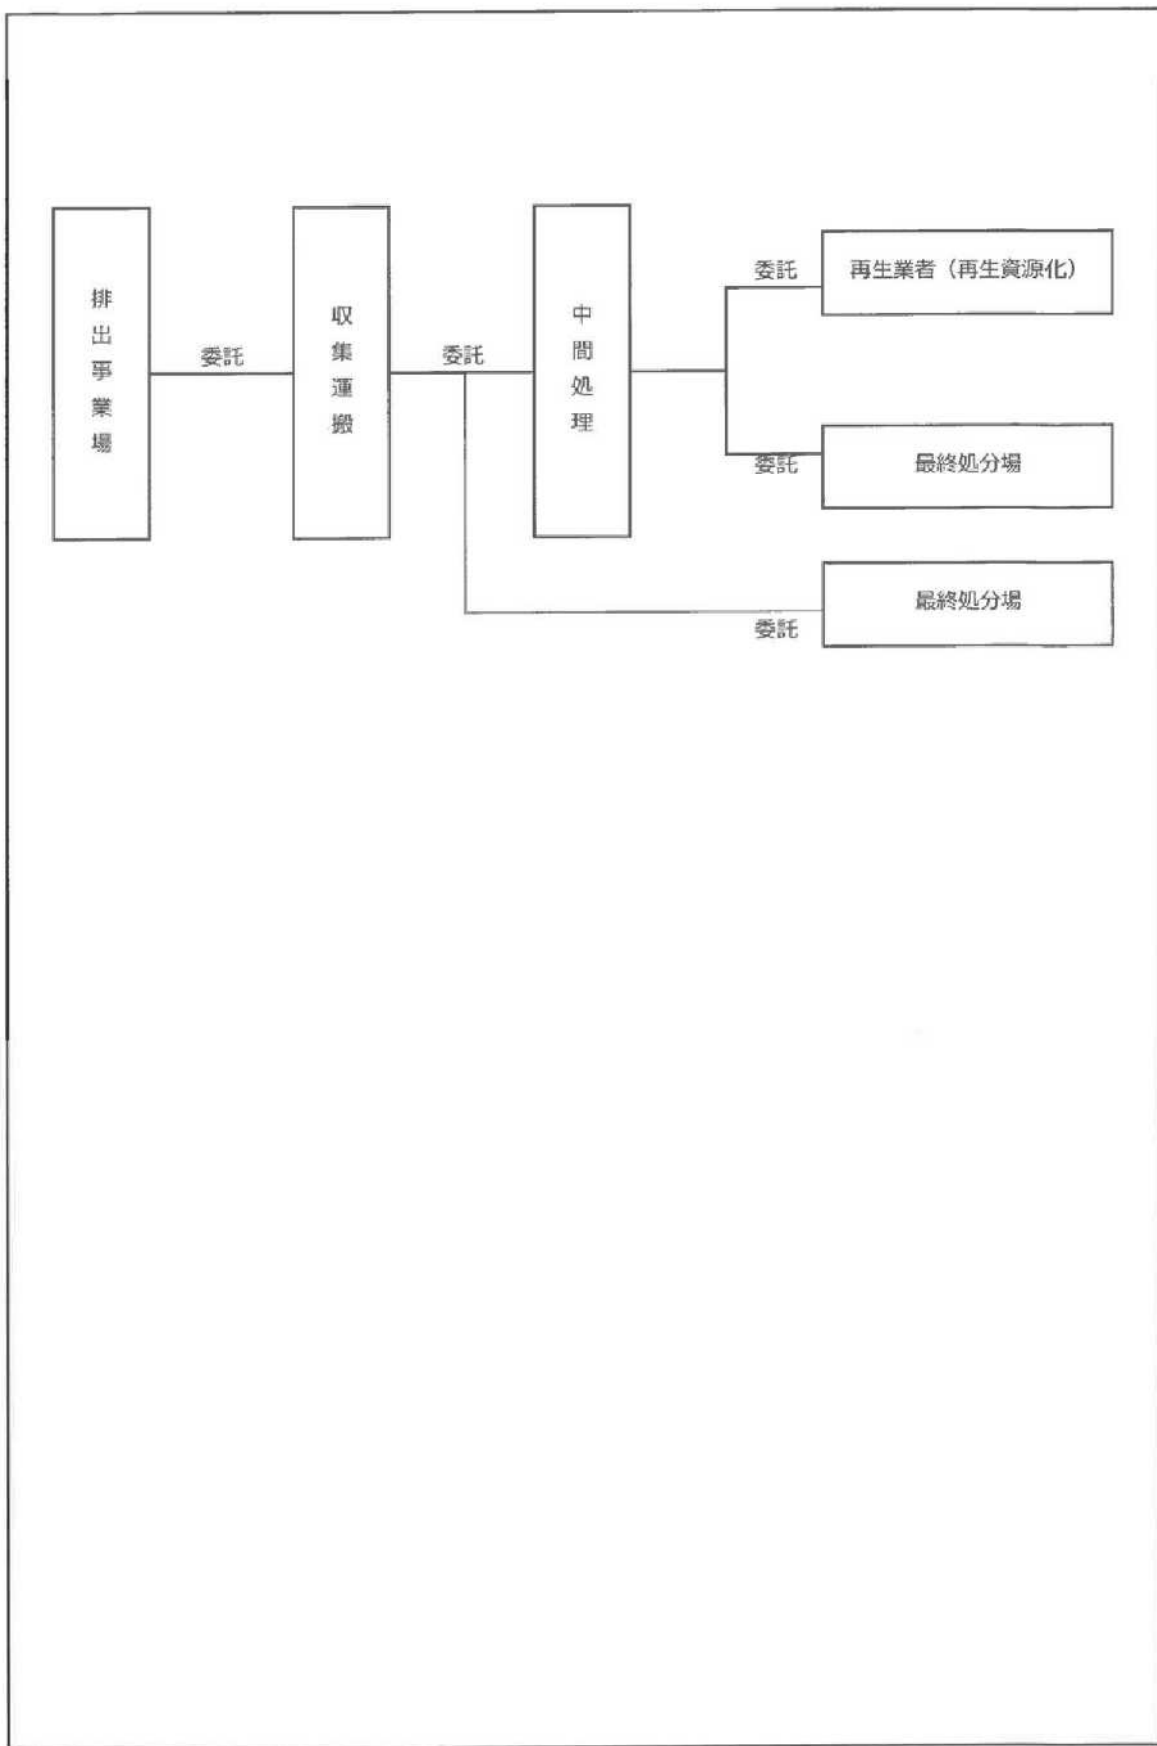 排出事業場
委託
収集運搬
委託
中間処理
委託
再生業者（再生資源化）
委託
最終処分場
委託
最終処分場